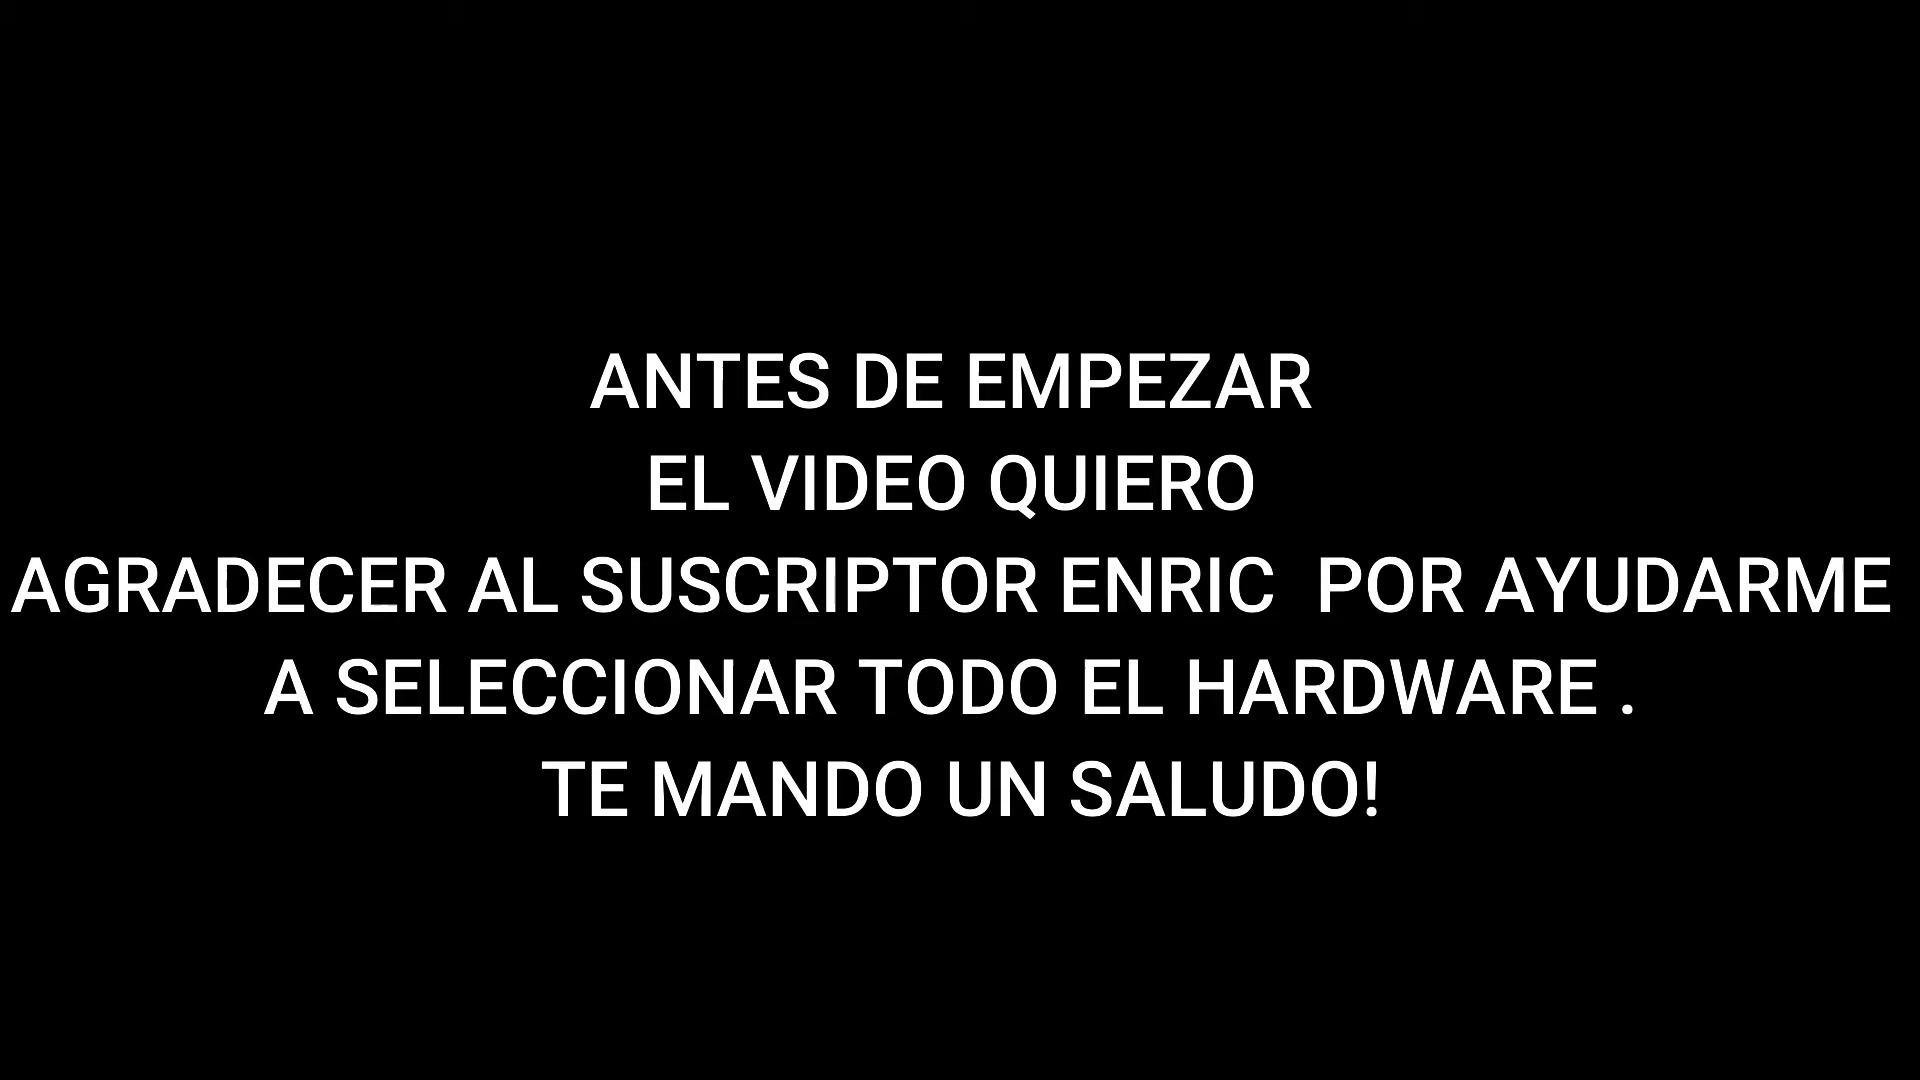 ANTES DE EMPEZAR
EL VIDEO QUIERO
AGRADECER AL SUSCRIPTOR ENRIC  POR AYUDARME
A SELECCIONAR TODO EL HARDWARE .
TE MANDO UN SALUDO!